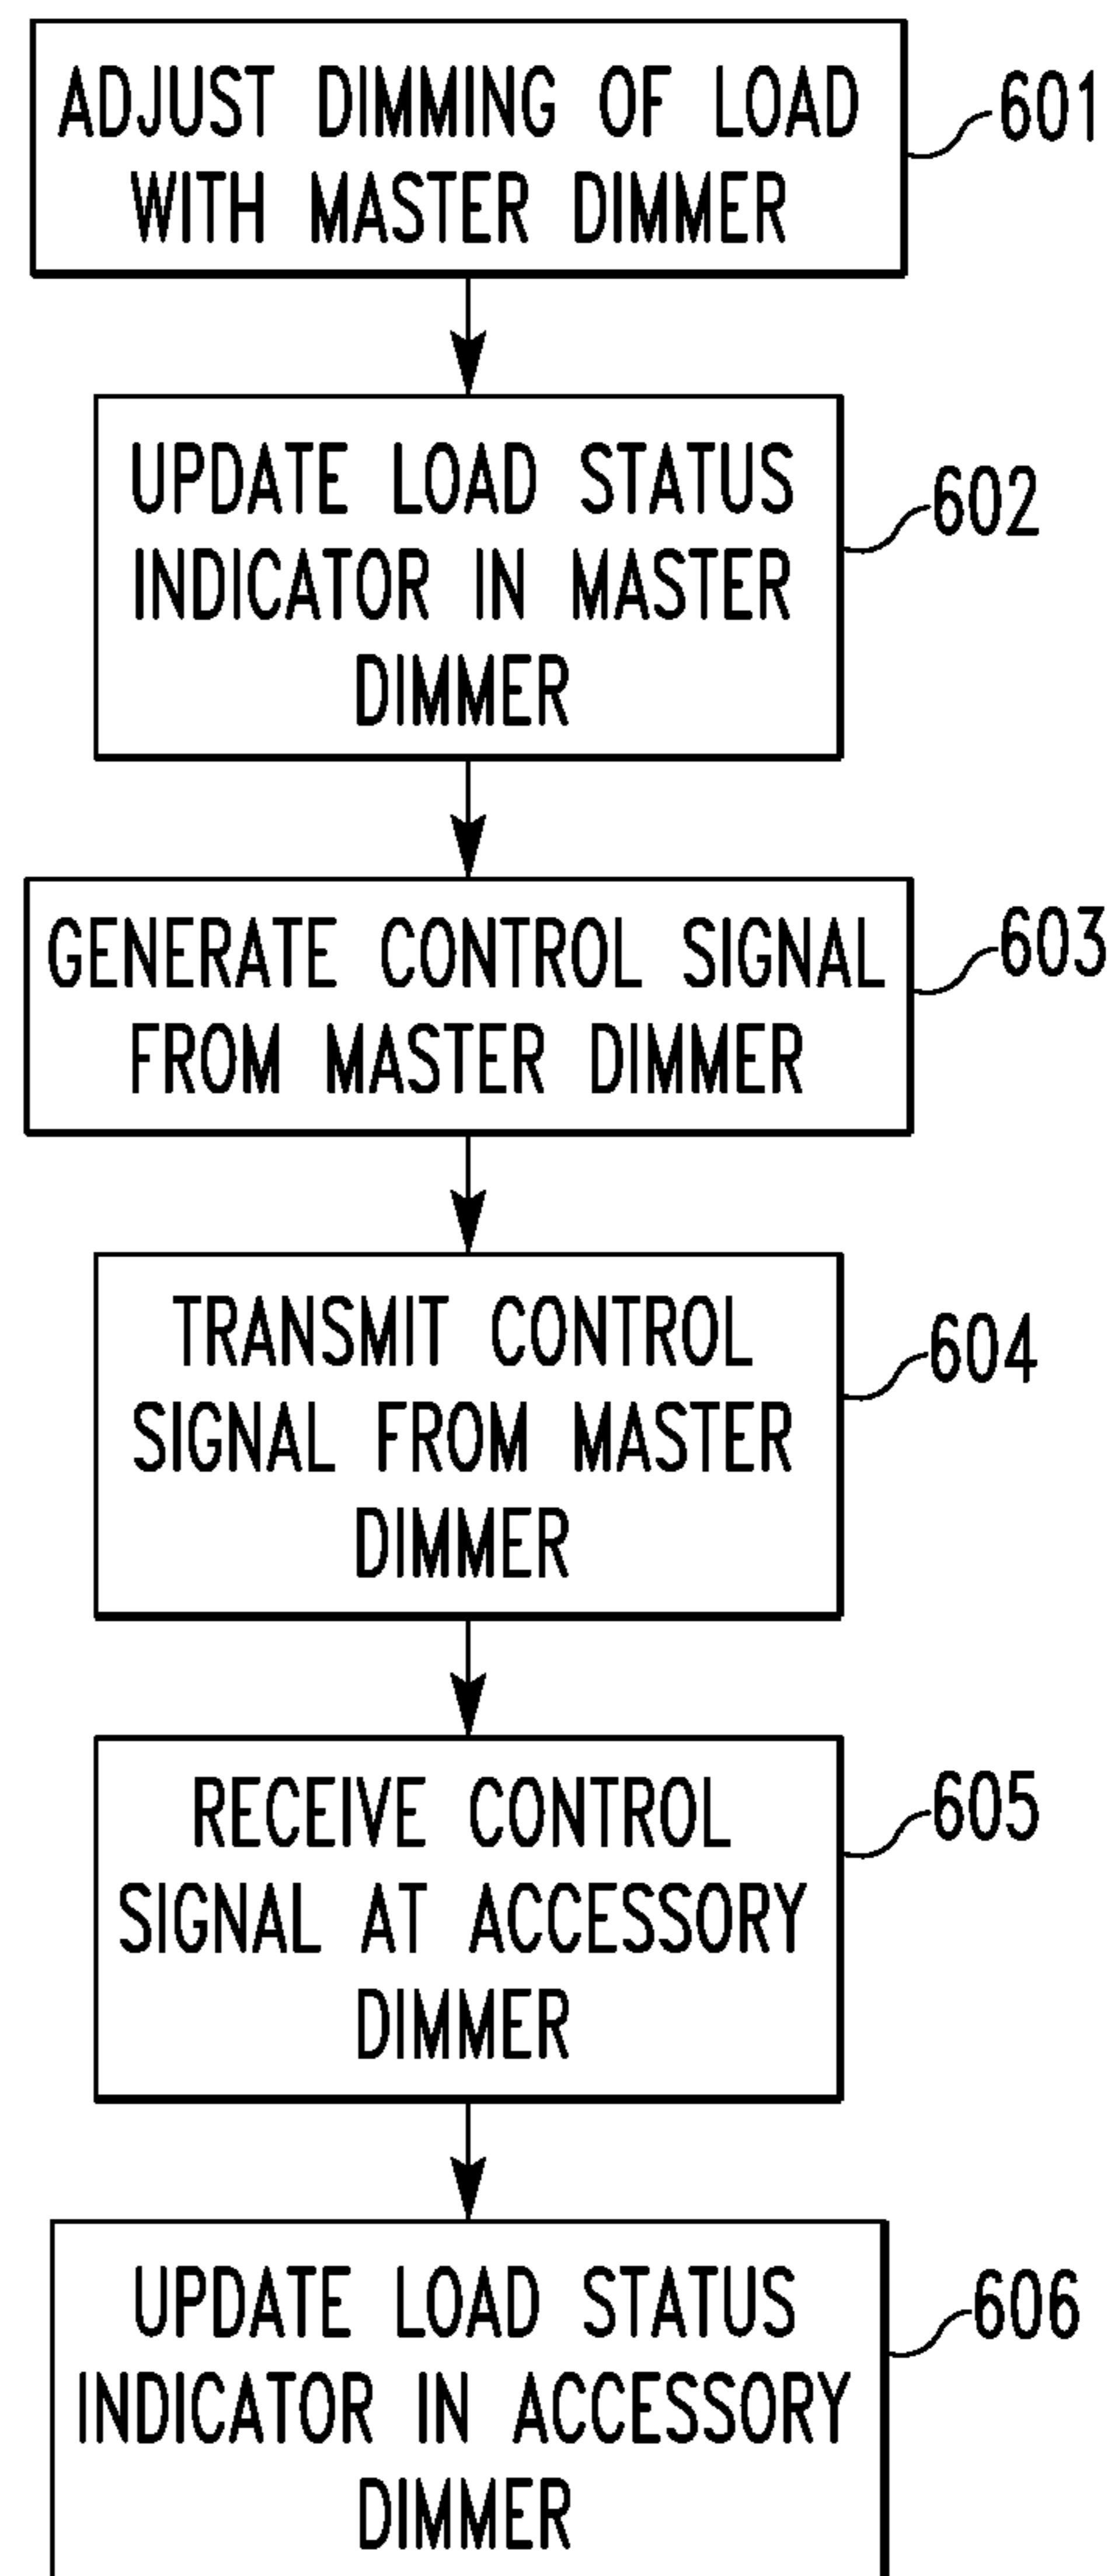 ADJUST DIMMING OF LOAD
WITH MASTER DIMMER
601
UPDATE LOAD STATUS
INDICATOR IN MASTER
DIMMER
602
GENERATE CONTROL SIGNAL
FROM MASTER DIMMER
603
TRANSMIT CONTROL
SIGNAL FROM MASTER
DIMMER
604
RECEIVE CONTROL
SIGNAL AT ACCESSORY
DIMMER
605
UPDATE LOAD STATUS
INDICATOR IN ACCESSORY
DIMMER
606